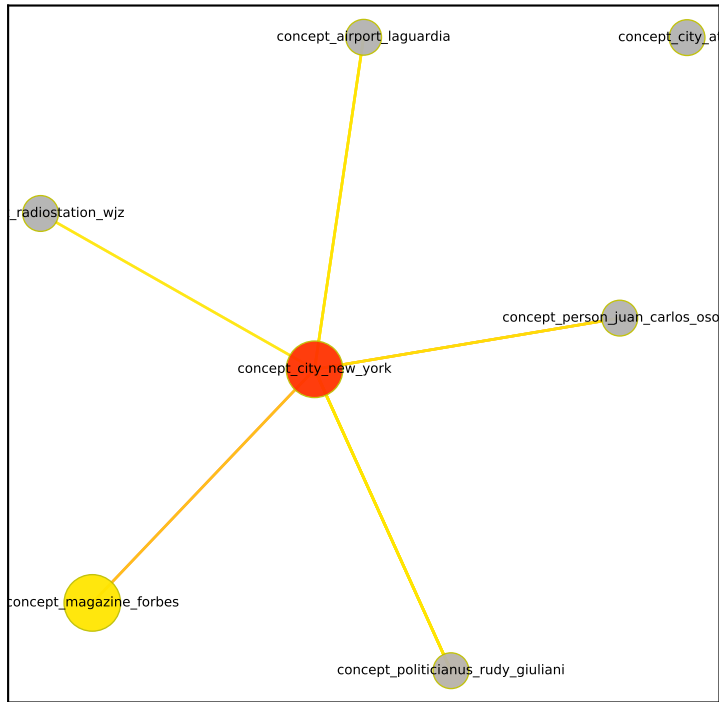 concept_airport_laguardia
concept_city_at
_radiostation_wjz
concept_person_juan_carlos_oso
concept_city_new_york
concept_magazine_forbes
concept_politicianus_rudy_giuliani